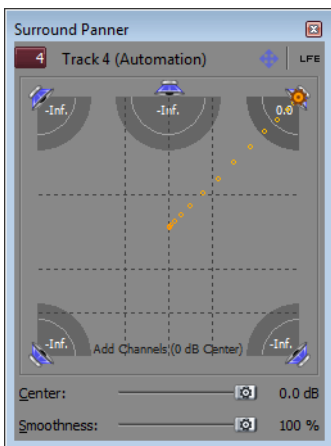 Surround Panner
4 Track 4 (Automation) LFE
-Inf. -Inf. 0.0
-Inf. Add Channels (0 dB Center) -Inf.
Center: 0.0 dB
Smoothness: 100 %